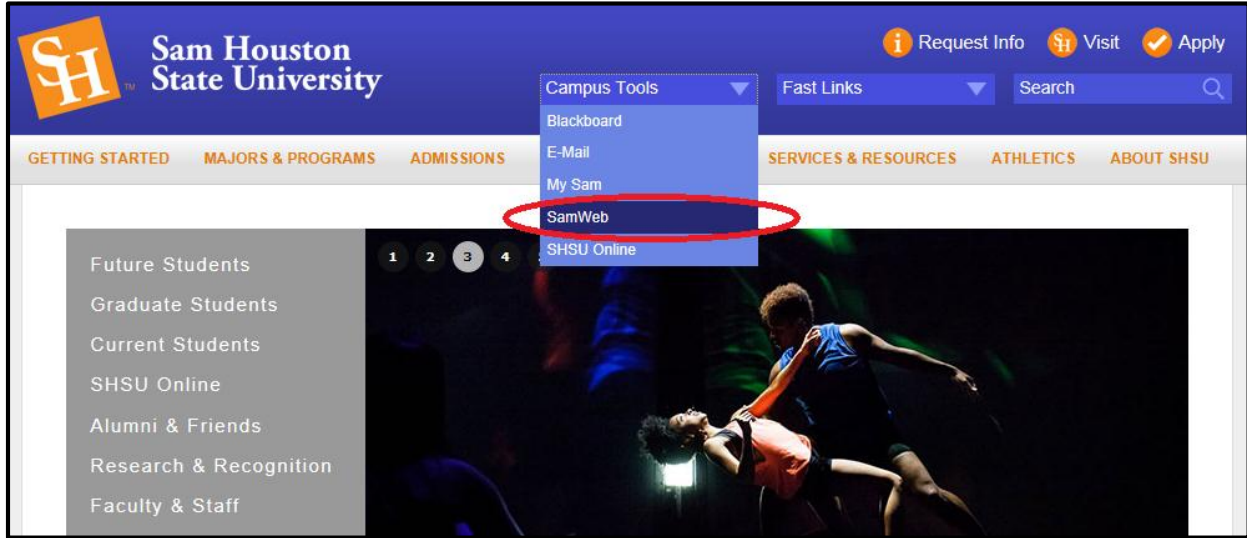 SH
TM
Sam Houston
State University
Request Info
Visit
Apply
Campus Tools
Fast Links
Search
Blackboard
E-Mail
My Sam
SamWeb
SHSU Online
GETTING STARTED
MAJORS & PROGRAMS
ADMISSIONS
SERVICES & RESOURCES
ATHLETICS
ABOUT SHSU
1 2 3 4
Future Students
Graduate Students
Current Students
SHSU Online
Alumni & Friends
Research & Recognition
Faculty & Staff